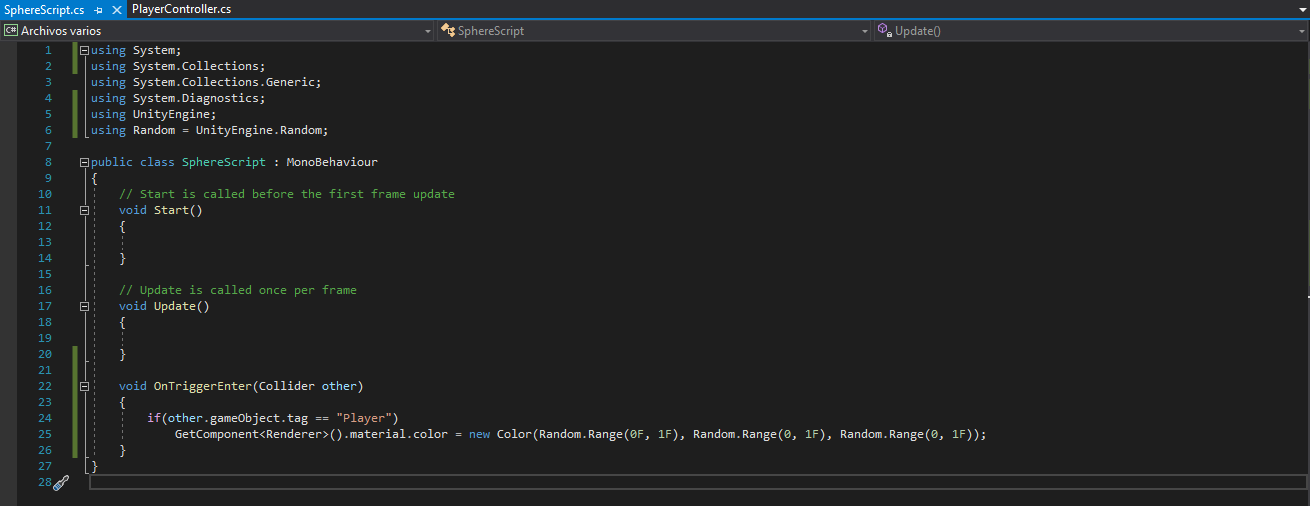 SphereScript.cs PlayerController.cs
C# Archivos varios SphereScript Update()
1 using System;
2 using System.Collections;
3 using System.Collections.Generic;
4 using System.Diagnostics;
5 using UnityEngine;
6 using Random = UnityEngine.Random;
7
8 public class SphereScript : MonoBehaviour
9 {
10 // Start is called before the first frame update
11 void Start()
12 {
13
14 }
15
16 // Update is called once per frame
17 void Update()
18 {
19
20 }
21
22 void OnTriggerEnter(Collider other)
23 {
24 if(other.gameObject.tag == "Player")
25 GetComponent<Renderer>().material.color = new Color(Random.Range(0F, 1F), Random.Range(0, 1F), Random.Range(0, 1F));
26 }
27 }
28